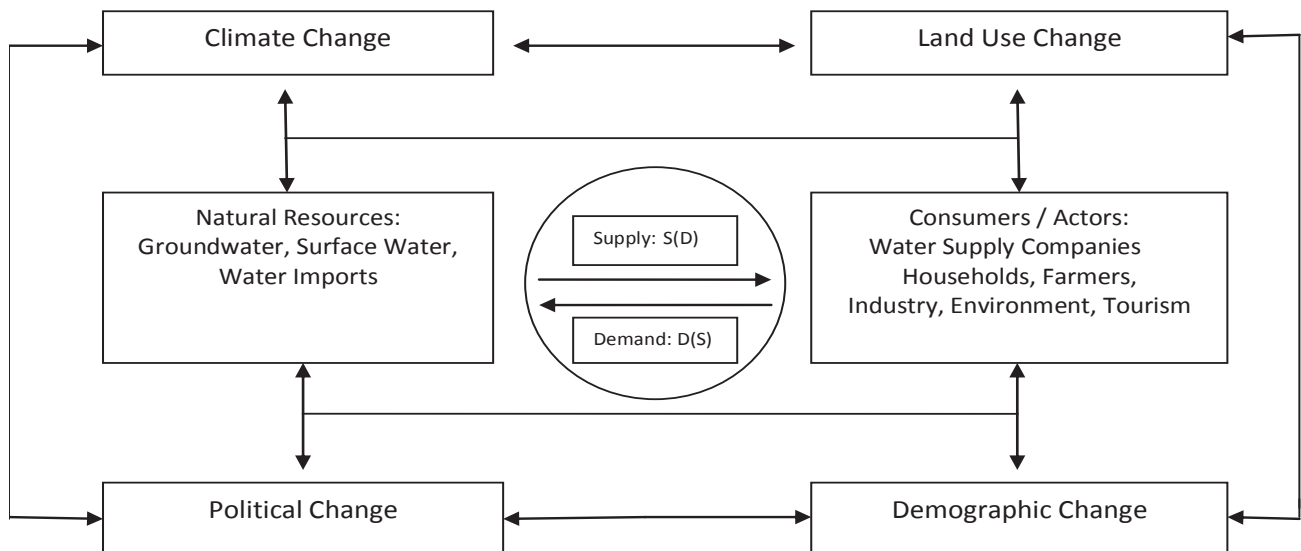 Climate Change
Land Use Change
Natural Resources:
Groundwater, Surface Water,
Water Imports
Supply: S(D)
Demand: D(S)
Consumers / Actors:
Water Supply Companies
Households, Farmers,
Industry, Environment, Tourism
Political Change
Demographic Change